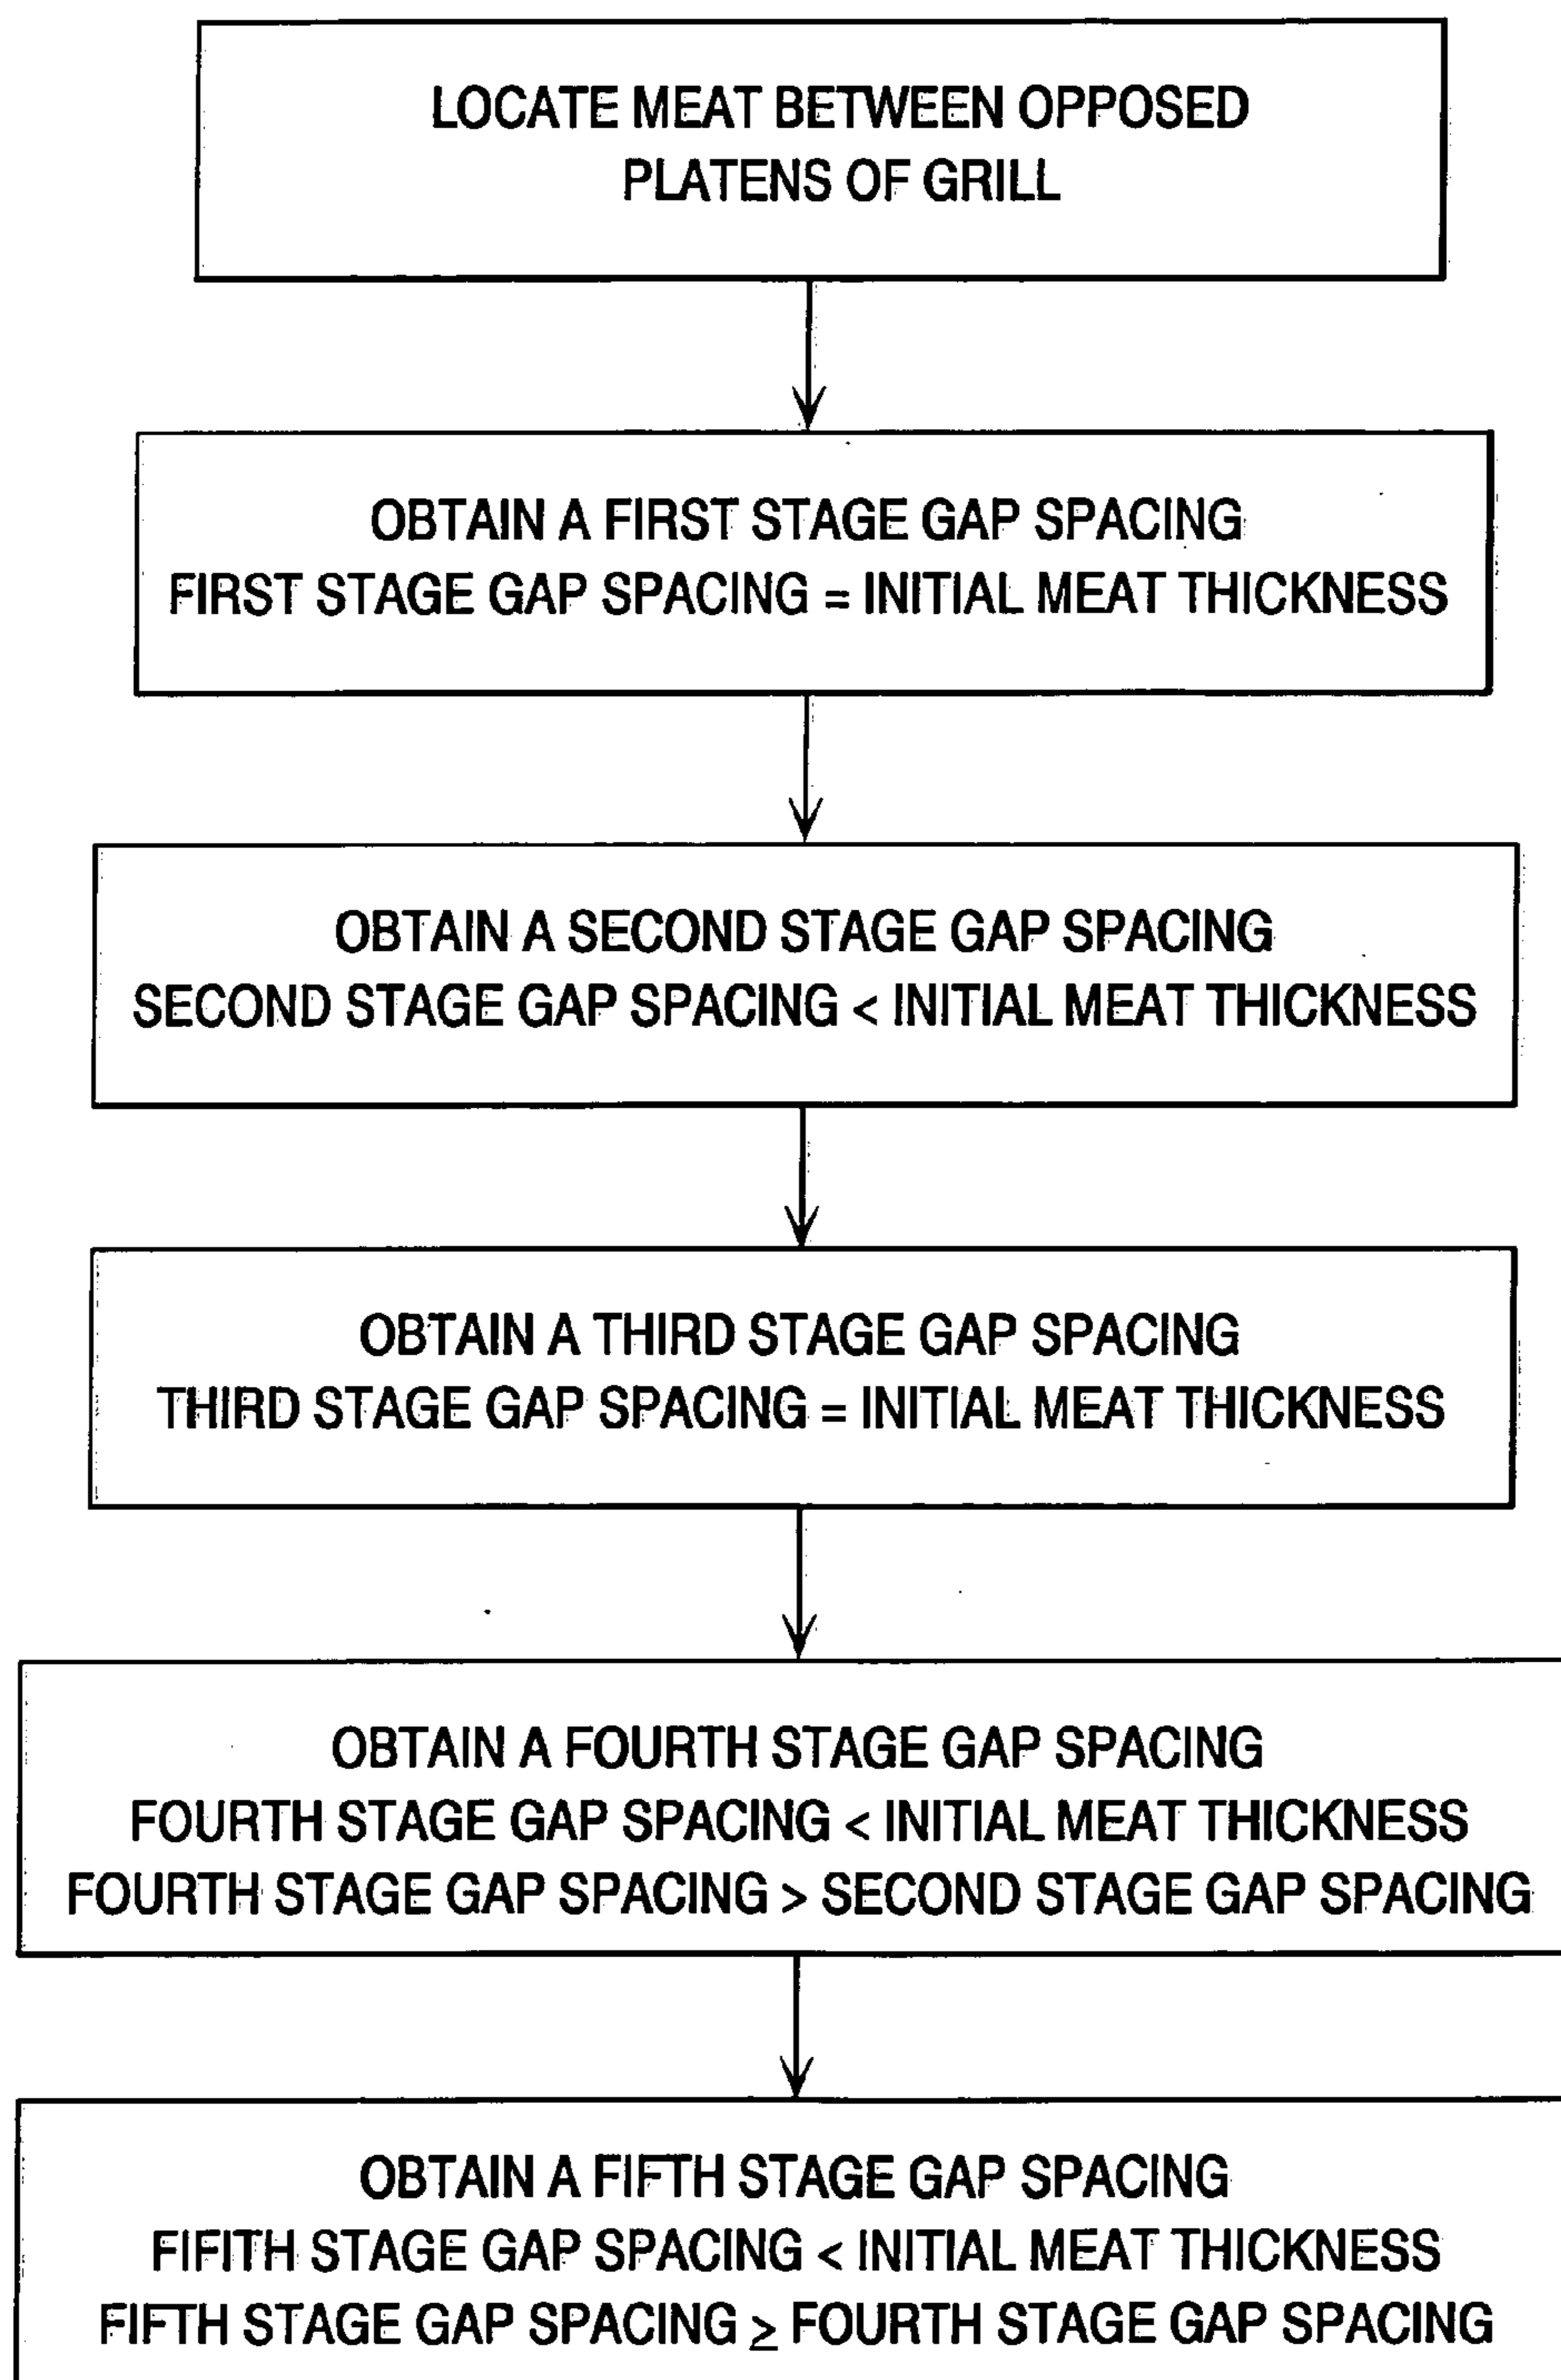 LOCATE MEAT BETWEEN OPPOSED
PLATENS OF GRILL
OBTAIN A FIRST STAGE GAP SPACING
FIRST STAGE GAP SPACING = INITIAL MEAT THICKNESS
OBTAIN A SECOND STAGE GAP SPACING
SECOND STAGE GAP SPACING < INITIAL MEAT THICKNESS
OBTAIN A THIRD STAGE GAP SPACING
THIRD STAGE GAP SPACING = INITIAL MEAT THICKNESS
OBTAIN A FOURTH STAGE GAP SPACING
FOURTH STAGE GAP SPACING < INITIAL MEAT THICKNESS
FOURTH STAGE GAP SPACING > SECOND STAGE GAP SPACING
OBTAIN A FIFTH STAGE GAP SPACING
FIFITH STAGE GAP SPACING < INITIAL MEAT THICKNESS
FIFTH STAGE GAP SPACING ≥ FOURTH STAGE GAP SPACING